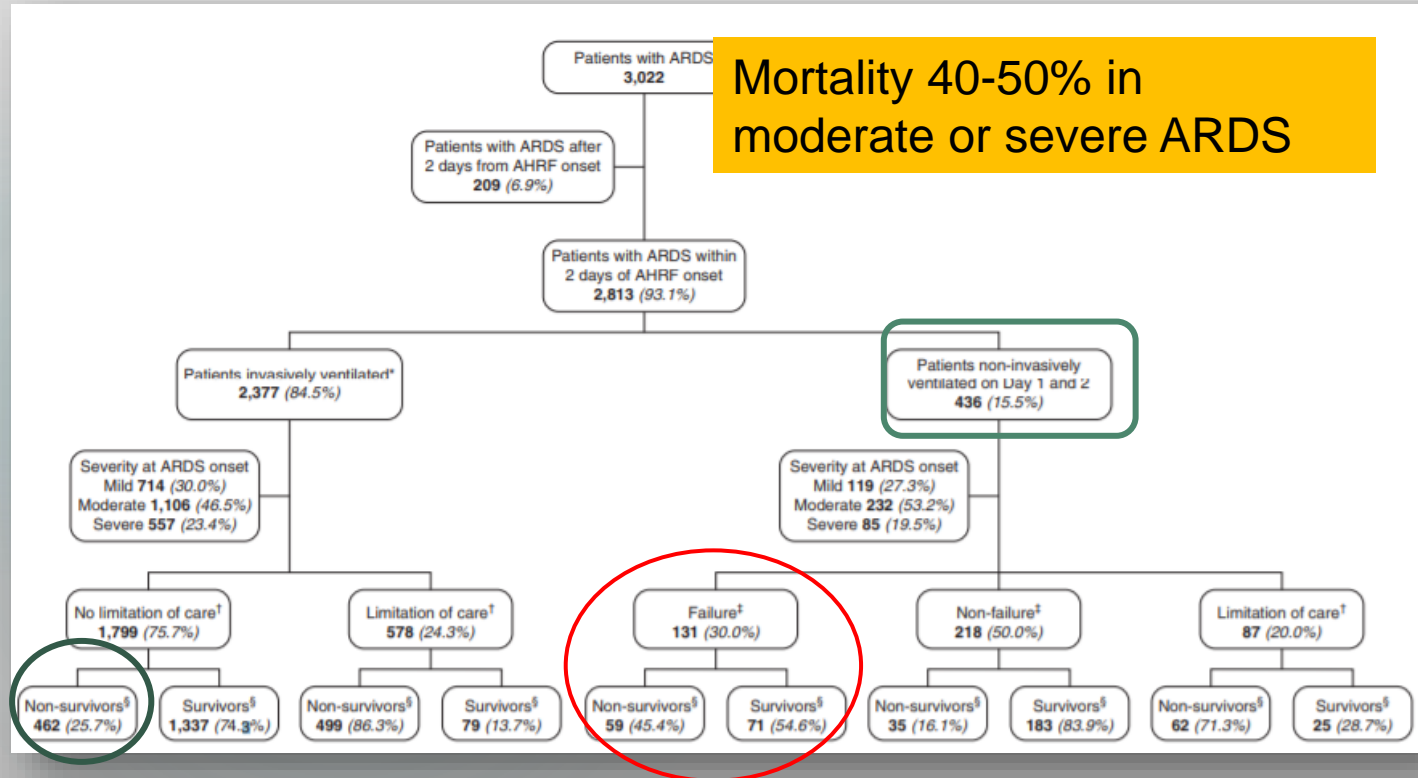 Patients with ARDS
3,022
Mortality 40-50% in
moderate or severe ARDS
Patients with ARDS after
2 days from AHRF onset
209 (6.9%)
Patients with ARDS within
2 days of AHRF onset
2,813 (93.1%)
Patients invasively ventilated*
2,377 (84.5%)
Patients non-invasively
ventilated on Day 1 and 2
436 (15.5%)
Severity at ARDS onset
Mild 714 (30.0%)
Moderate 1,106 (46.5%)
Severe 557 (23.4%)
Severity at ARDS onset
Mild 119 (27.3%)
Moderate 232 (53.2%)
Severe 85 (19.5%)
No limitation of care†
1,799 (75.7%)
Limitation of care†
578 (24.3%)
Failure‡
131 (30.0%)
Non-failure‡
218 (50.0%)
Limitation of care†
87 (20.0%)
Non-survivors§
462 (25.7%)
Survivors§
1,337 (74.3%)
Non-survivors§
499 (86.3%)
Survivors§
79 (13.7%)
Non-survivors§
59 (45.4%)
Survivors§
71 (54.6%)
Non-survivors§
35 (16.1%)
Survivors§
183 (83.9%)
Non-survivors§
62 (71.3%)
Survivors§
25 (28.7%)